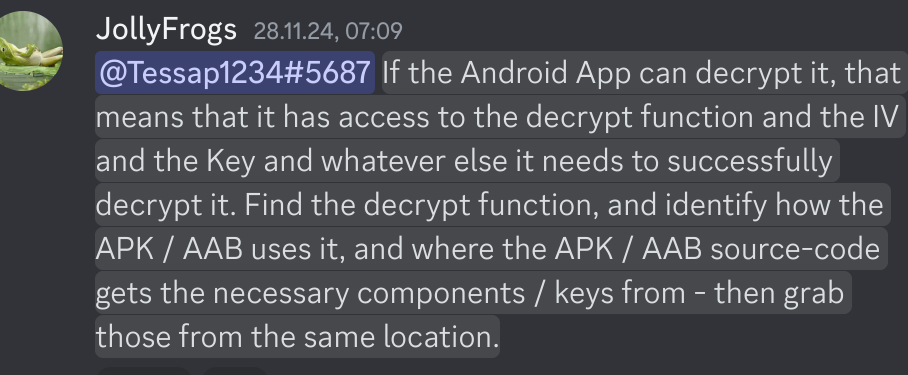 JollyFrogs 28.11.24, 07:09
@Tessap1234#5687 If the Android App can decrypt it, that
means that it has access to the decrypt function and the IV
and the Key and whatever else it needs to successfully
decrypt it. Find the decrypt function, and identify how the
APK / AAB uses it, and where the APK / AAB source-code
gets the necessary components / keys from - then grab
those from the same location.